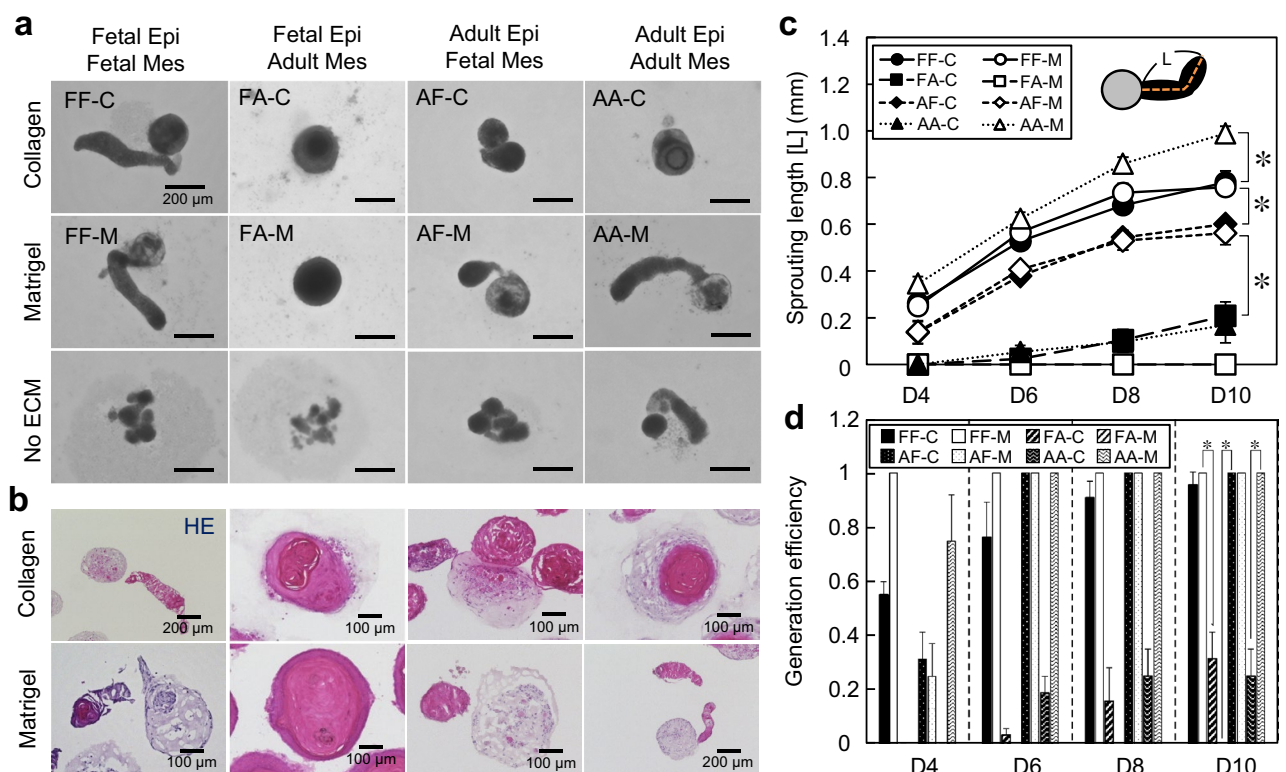 a
Fetal Epi
Fetal Mes
Fetal Epi
Adult Mes
Adult Epi
Fetal Mes
Adult Epi
Adult Mes
Collagen
FF-C
200 µm
FA-C
AF-C
AA-C
Matrigel
FF-M
FA-M
AF-M
AA-M
No ECM
b
Collagen
HE
200 µm
100 µm
100 µm
100 µm
Matrigel
100 µm
100 µm
100 µm
200 µm
c
Sprouting length [L] (mm)
1.4
1.2
1.0
0.8
0.6
0.4
0.2
0
FF-C
FF-M
FA-C
FA-M
AF-C
AF-M
AA-C
AA-M
L
*
*
*
D4
D6
D8
D10
d
Generation efficiency
1.2
1
0.8
0.6
0.4
0.2
0
FF-C
FF-M
FA-C
FA-M
AF-C
AF-M
AA-C
AA-M
* * *
D4
D6
D8
D10